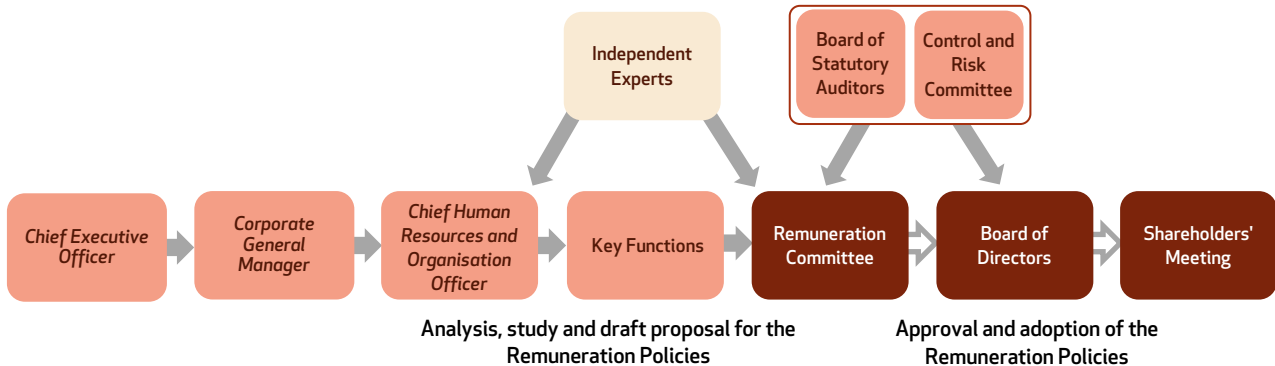 Independent
Experts
Board of
Statutory
Auditors
Control and
Risk
Committee
Chief Executive
Officer
Corporate
General
Manager
Chief Human
Resources and
Organisation
Officer
Key Functions
Remuneration
Committee
Board of
Directors
Shareholders'
Meeting
Analysis, study and draft proposal for the
Remuneration Policies
Approval and adoption of the
Remuneration Policies